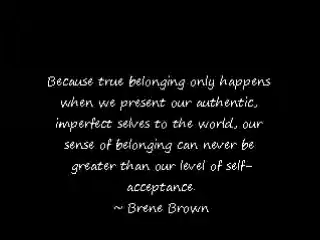 Because true belonging only happens
when we present our authentic,
imperfect selves to the world, our
sense of belonging can never be
greater than our level of self-
acceptance.
~ Brene Brown